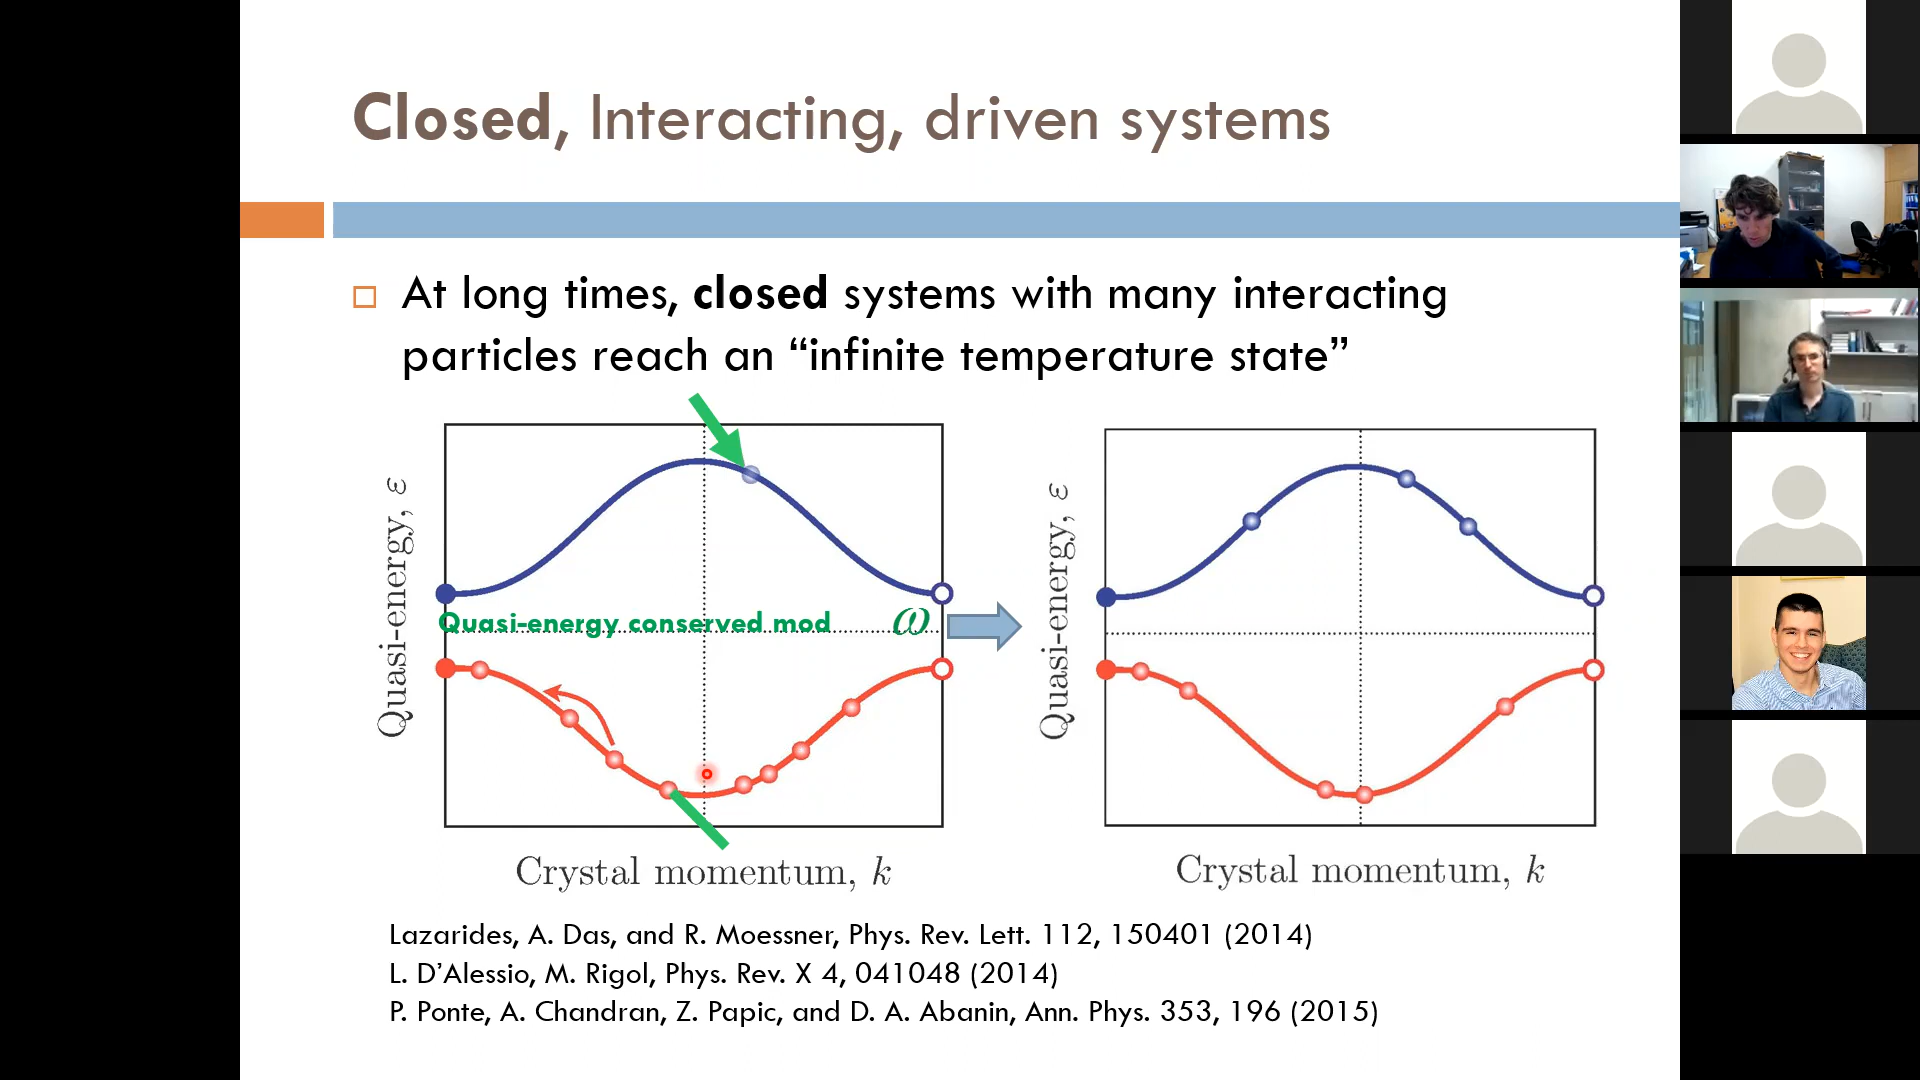 Closed, Interacting, driven systems
At long times, closed systems with many interacting
particles reach an “infinite temperature state”
Quasi-energy, ε
Quasi-energy conserved mod ω
Crystal momentum, k
Quasi-energy, ε
Crystal momentum, k
Lazarides, A. Das, and R. Moessner, Phys. Rev. Lett. 112, 150401 (2014)
L. D’Alessio, M. Rigol, Phys. Rev. X 4, 041048 (2014)
P. Ponte, A. Chandran, Z. Papic, and D. A. Abanin, Ann. Phys. 353, 196 (2015)